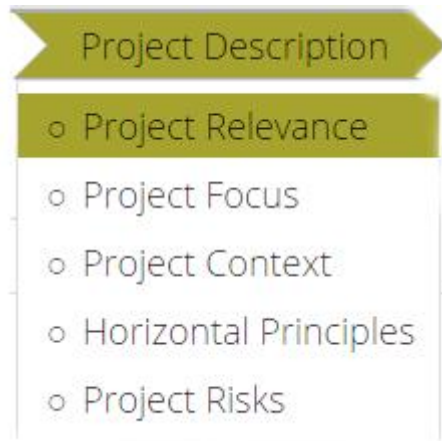 Project Description
Project Relevance
Project Focus
Project Context
Horizontal Principles
Project Risks